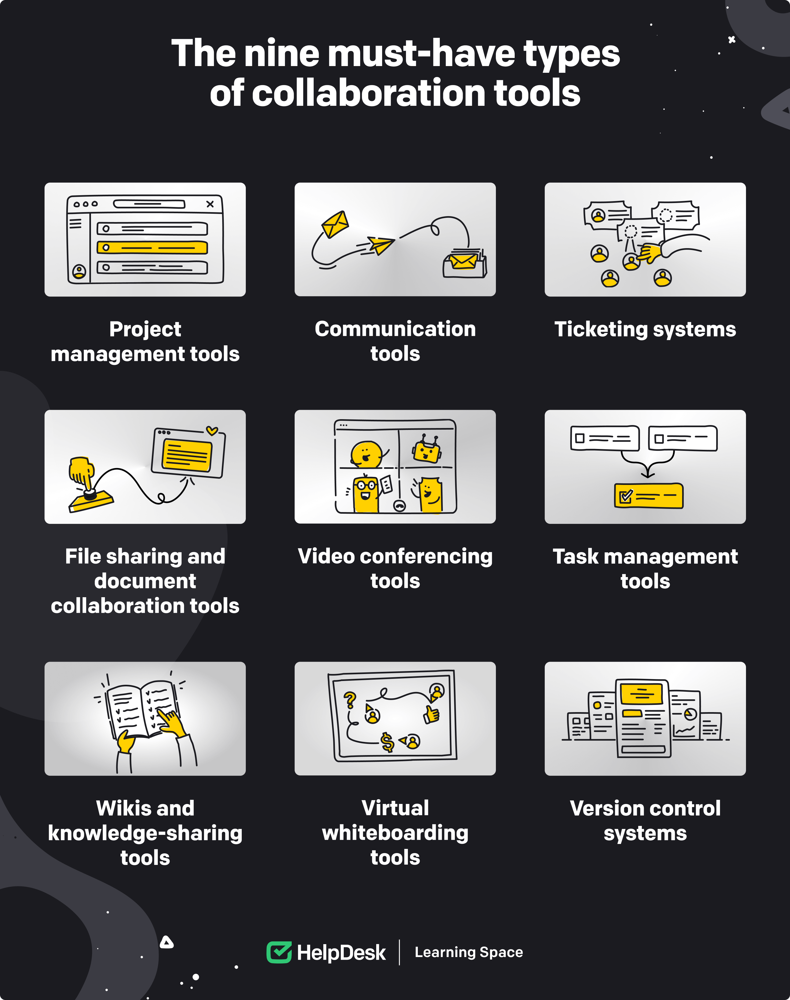 The nine must-have types
of collaboration tools
Project
management tools
Communication
tools
Ticketing systems
File sharing and
document
collaboration tools
Video conferencing
tools
Task management
tools
Wikis and
knowledge-sharing
tools
Virtual
whiteboarding
tools
Version control
systems
HelpDesk | Learning Space